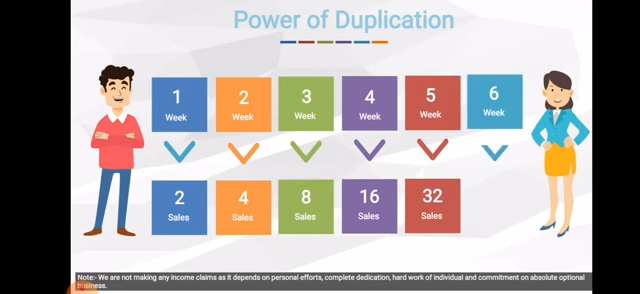 Power of Duplication
1 2 3 4 5 6
Week Week Week Week Week Week
2 4 8 16 32
Sales Sales Sales Sales Sales
Note:- We are not making any income claims as it depends on personal efforts, complete dedication, hard work of individual and commitment on absolute optional
business.